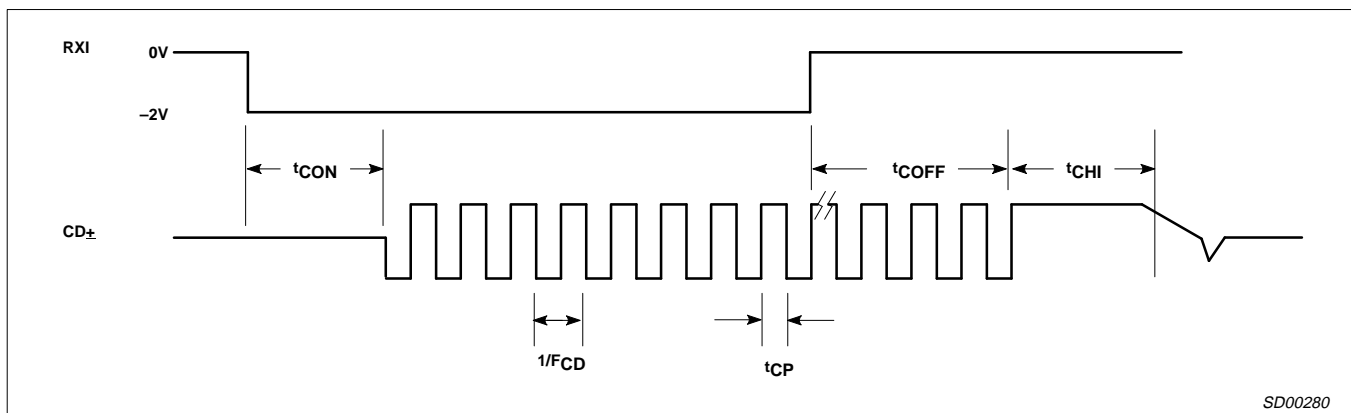 RXI
0V
–2V
tCON
tCOFF
tCHI
CD±
1/FCD
tCP
SD00280